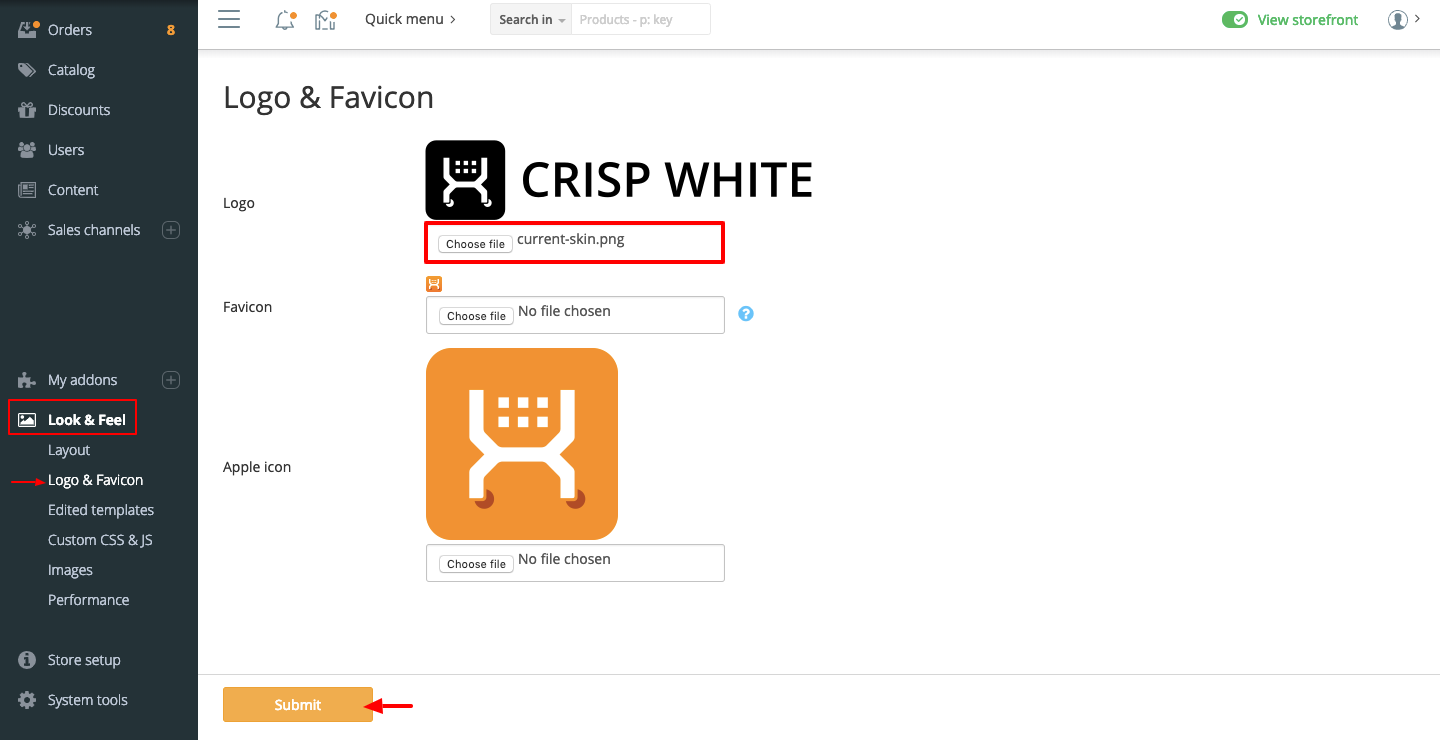 Orders 8
Catalog
Discounts
Users
Content
Sales channels
My addons
Look & Feel
Layout
Logo & Favicon
Edited templates
Custom CSS & JS
Images
Performance
Store setup
System tools
Quick menu Search in Products - p: key View storefront
Logo & Favicon
Logo
CRISP WHITE
Choose file current-skin.png
Favicon
Choose file No file chosen ?
Apple icon
Choose file No file chosen
Submit